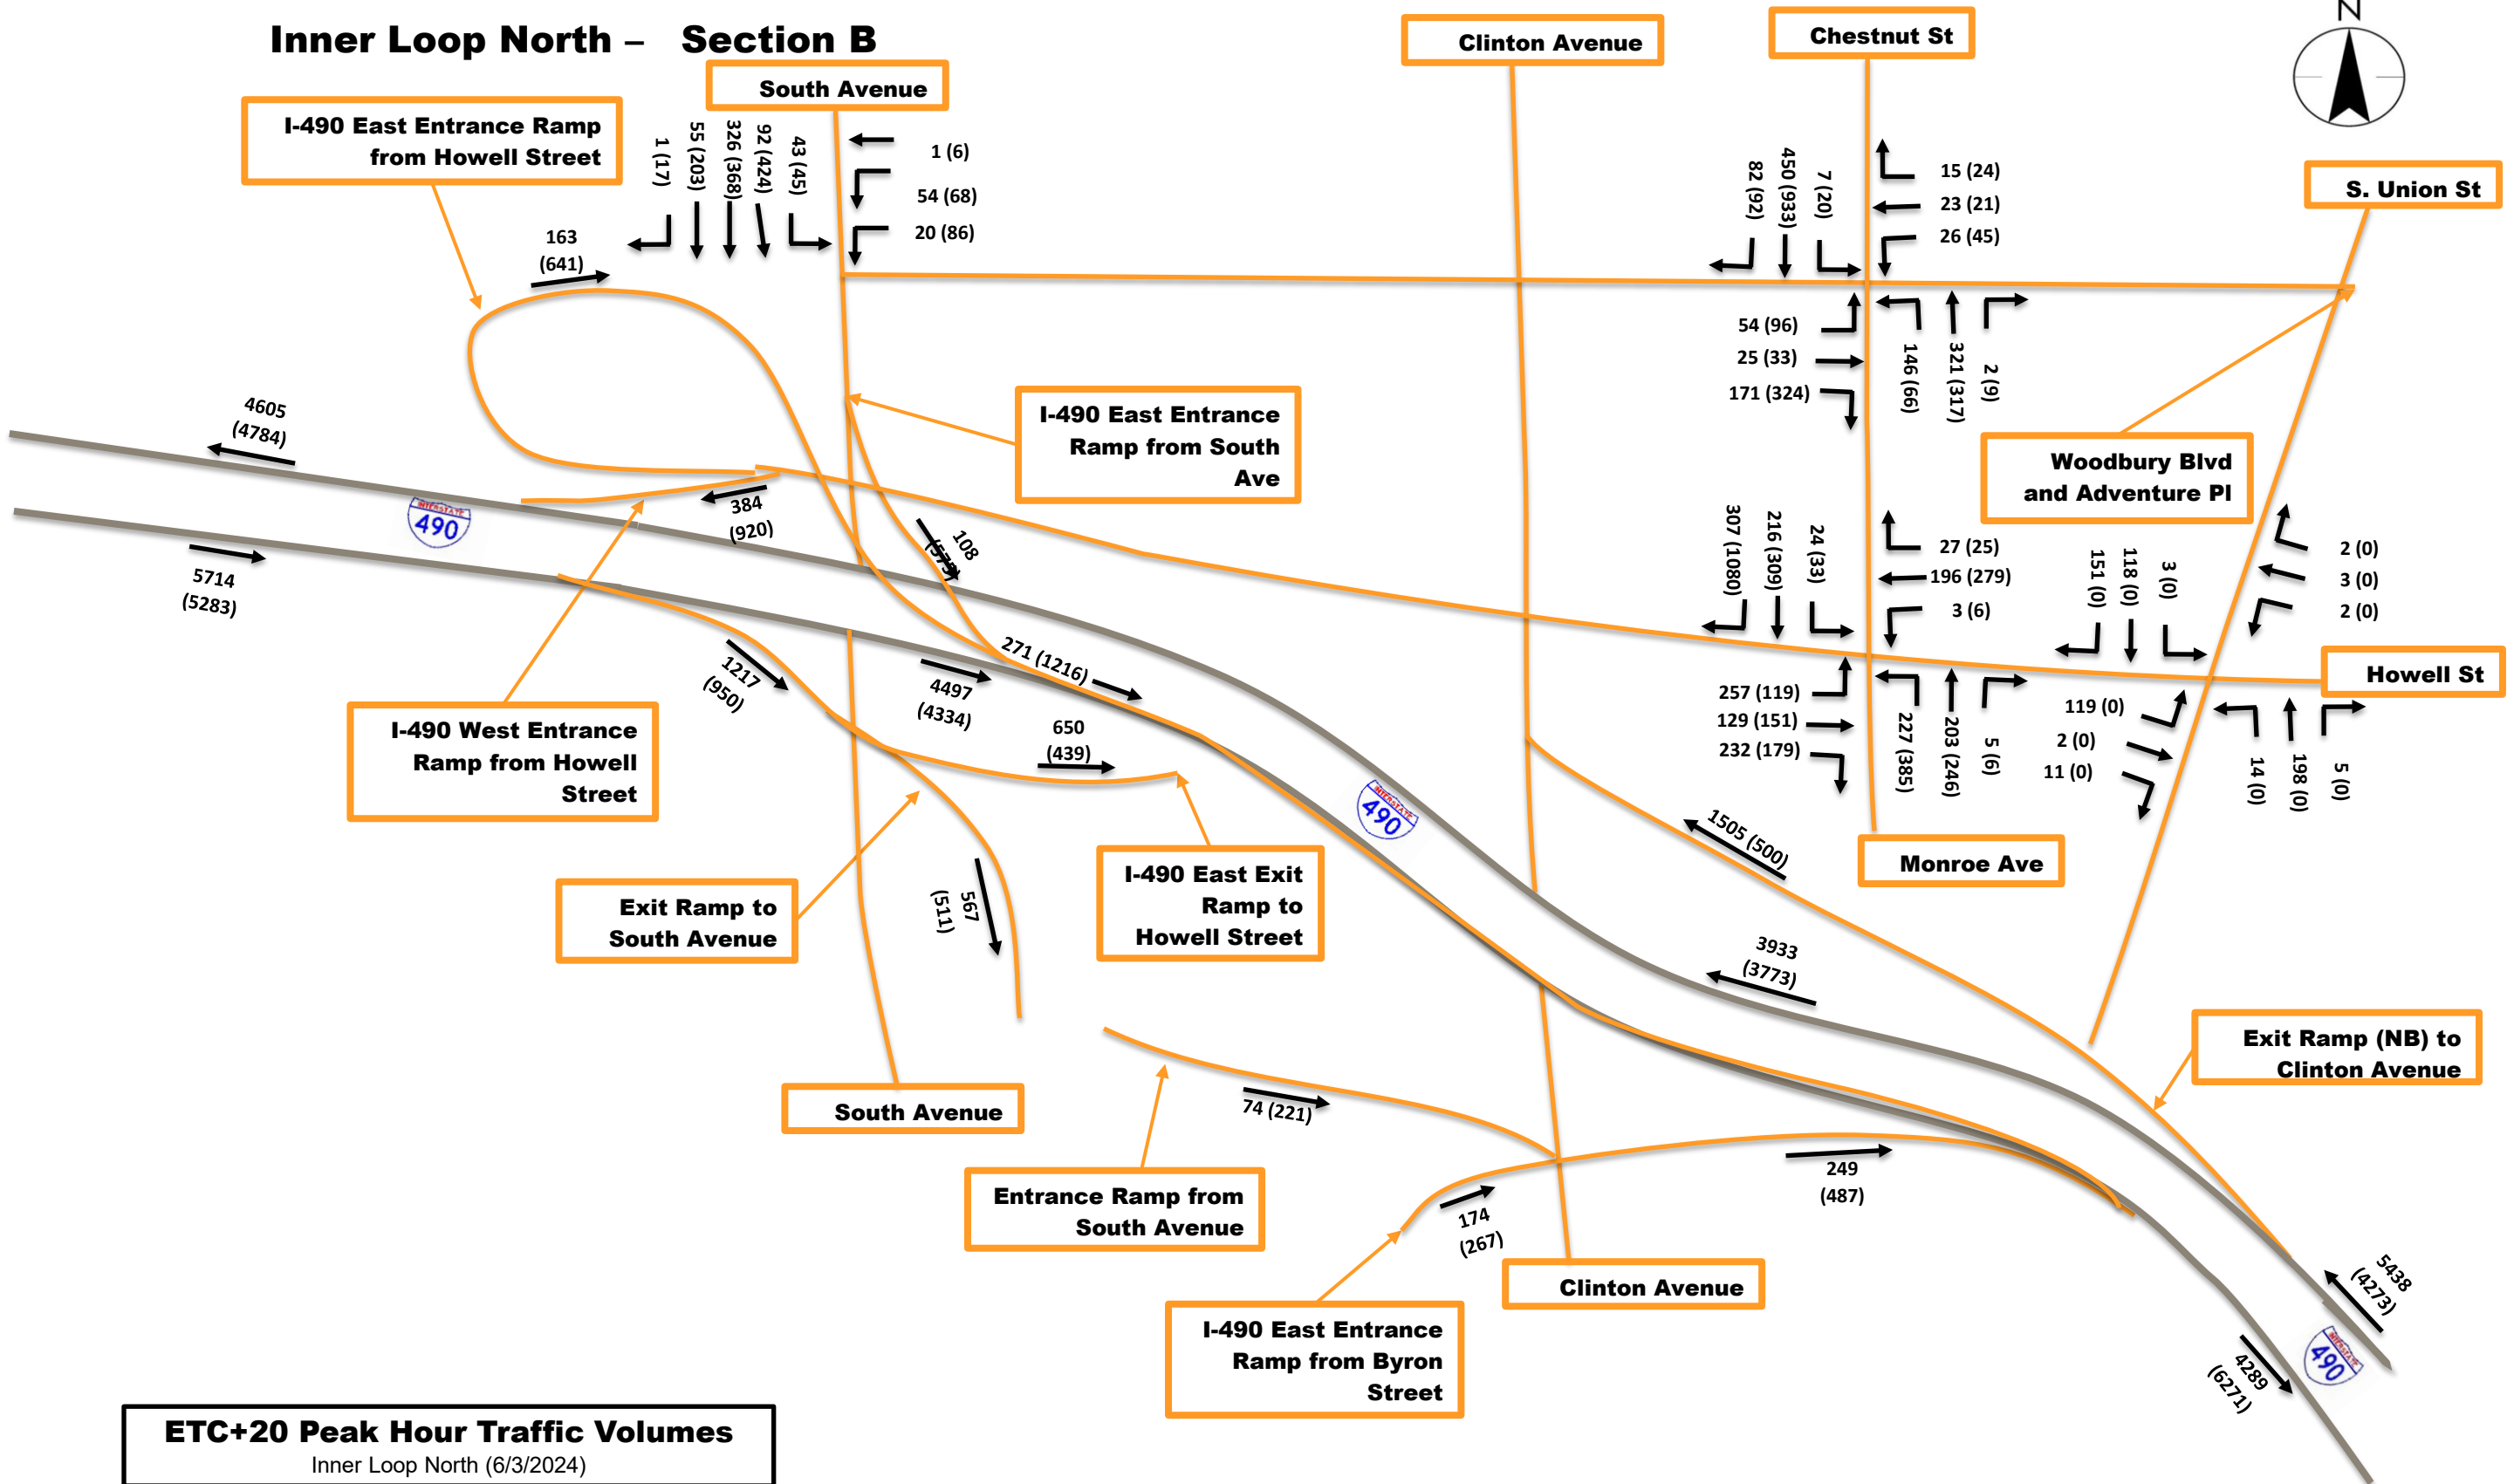 Inner Loop North – Section B
N
Clinton Avenue
Chestnut St
South Avenue
I-490 East Entrance Ramp
from Howell Street
S. Union St
1 (17)
55 (203)
326 (368)
92 (424)
43 (45)
1 (6)
54 (68)
20 (86)
82 (92)
450 (933)
7 (20)
15 (24)
23 (21)
26 (45)
163
(641)
54 (96)
25 (33)
171 (324)
146 (66)
321 (317)
2 (9)
4605
(4784)
I-490 East Entrance
Ramp from South
Ave
Woodbury Blvd
and Adventure Pl
INTERSTATE
490
384
(920)
108
(575)
5714
(5283)
307 (1080)
216 (309)
24 (33)
27 (25)
196 (279)
3 (6)
151 (0)
118 (0)
3 (0)
2 (0)
3 (0)
2 (0)
Howell St
1217
(950)
4497
(4334)
271 (1216)
257 (119)
129 (151)
232 (179)
227 (385)
203 (246)
5 (6)
119 (0)
2 (0)
11 (0)
14 (0)
198 (0)
5 (0)
I-490 West Entrance
Ramp from Howell
Street
650
(439)
INTERSTATE
490
1505 (500)
Monroe Ave
I-490 East Exit
Ramp to
Howell Street
Exit Ramp to
South Avenue
567
(511)
3933
(3773)
Exit Ramp (NB) to
Clinton Avenue
South Avenue
74 (221)
Entrance Ramp from
South Avenue
174
(267)
249
(487)
Clinton Avenue
I-490 East Entrance
Ramp from Byron
Street
5438
(4273)
INTERSTATE
490
4289
(6271)
ETC+20 Peak Hour Traffic Volumes
Inner Loop North (6/3/2024)